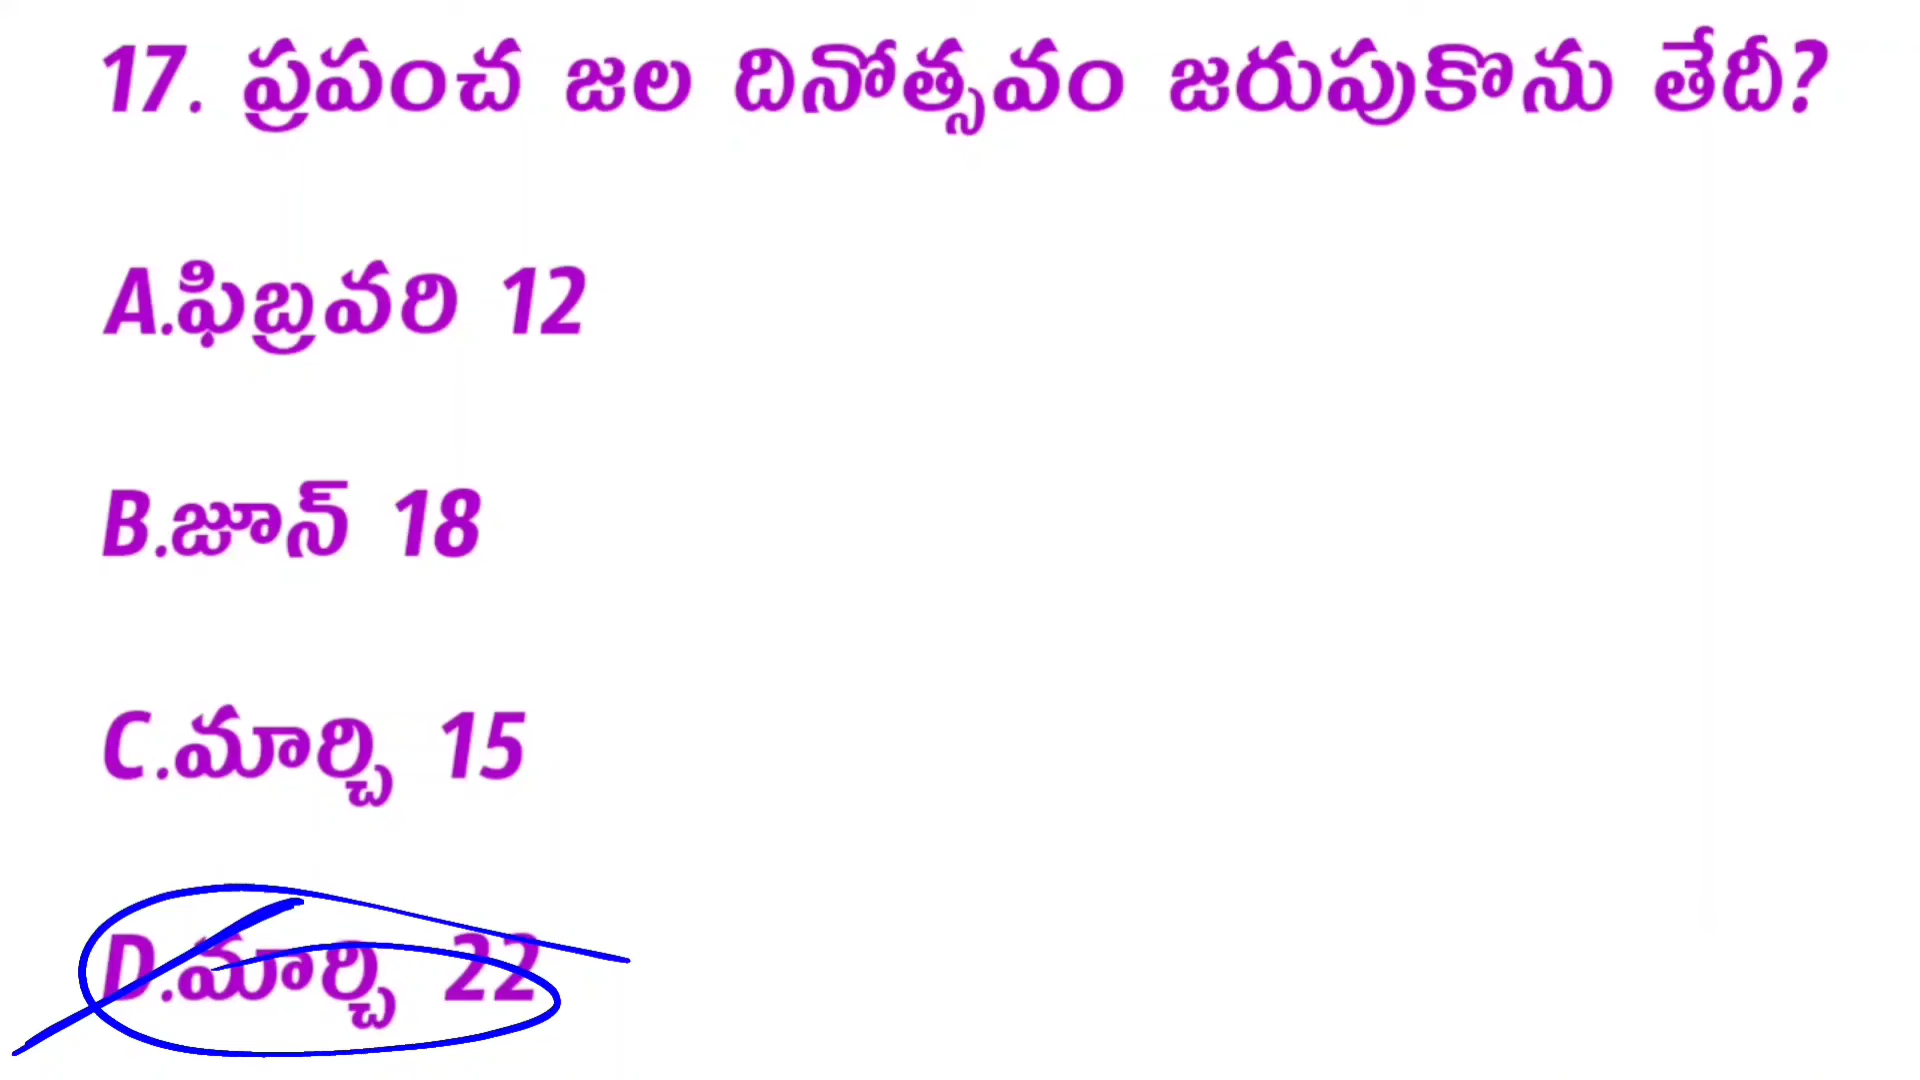 17. ప్రపంచ జల దినోత్సవం జరుపుకొను తేదీ?
A.ఫిబ్రవరి 12
B.జూన్ 18
C.మార్చి 15
D.మార్చి 22